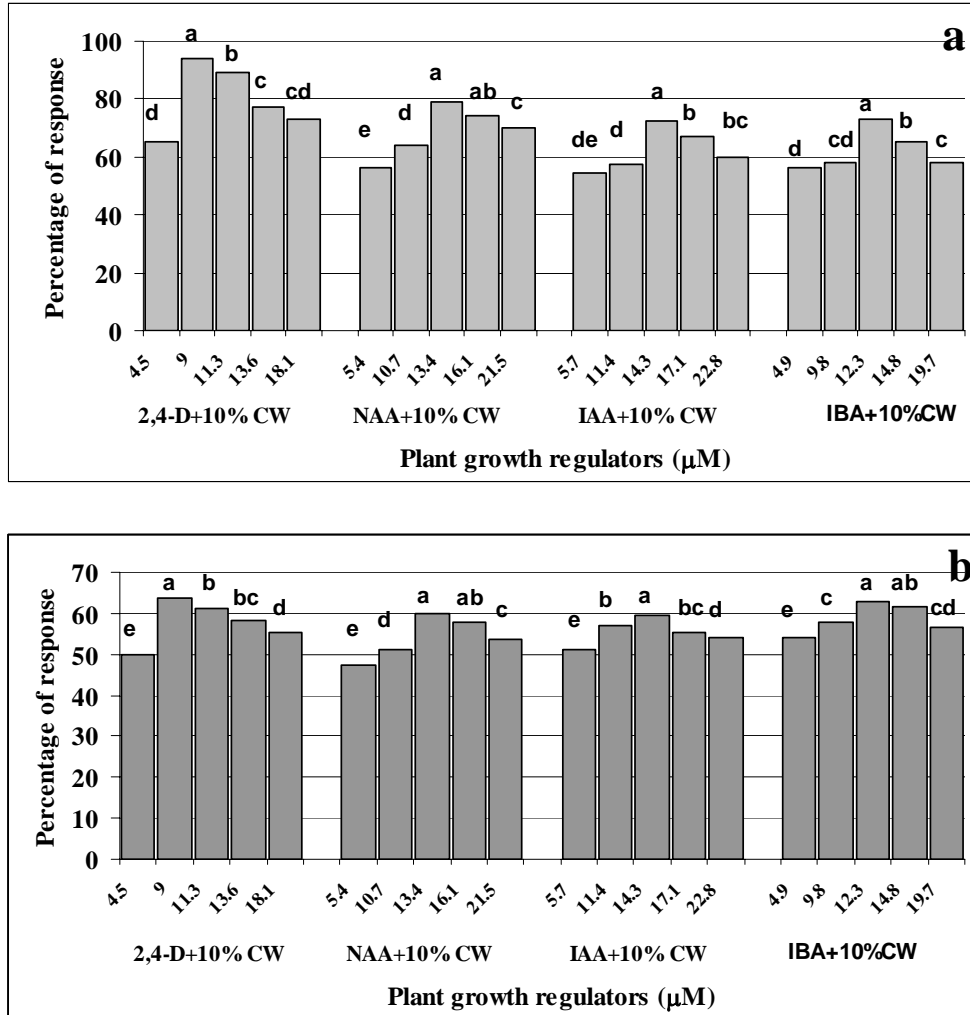 a
Percentage of response
100
80
60
40
20
0
d a b c cd
e d a ab c
de d a b bc
d cd a b c
4.5 9 11.3 13.6 18.1
5.4 10.7 13.4 16.1 21.5
5.7 11.4 14.3 17.1 22.8
4.9 9.8 12.3 14.8 19.7
2,4-D+10% CW NAA+10% CW IAA+10% CW IBA+10%CW
Plant growth regulators (μM)
b
Percentage of response
70
60
50
40
30
20
10
0
e a b bc d
e d a ab c
e b a bc d
e c a ab cd
4.5 9 11.3 13.6 18.1
5.4 10.7 13.4 16.1 21.5
5.7 11.4 14.3 17.1 22.8
4.9 9.8 12.3 14.8 19.7
2,4-D+10% CW NAA+10% CW IAA+10% CW IBA+10%CW
Plant growth regulators (μM)